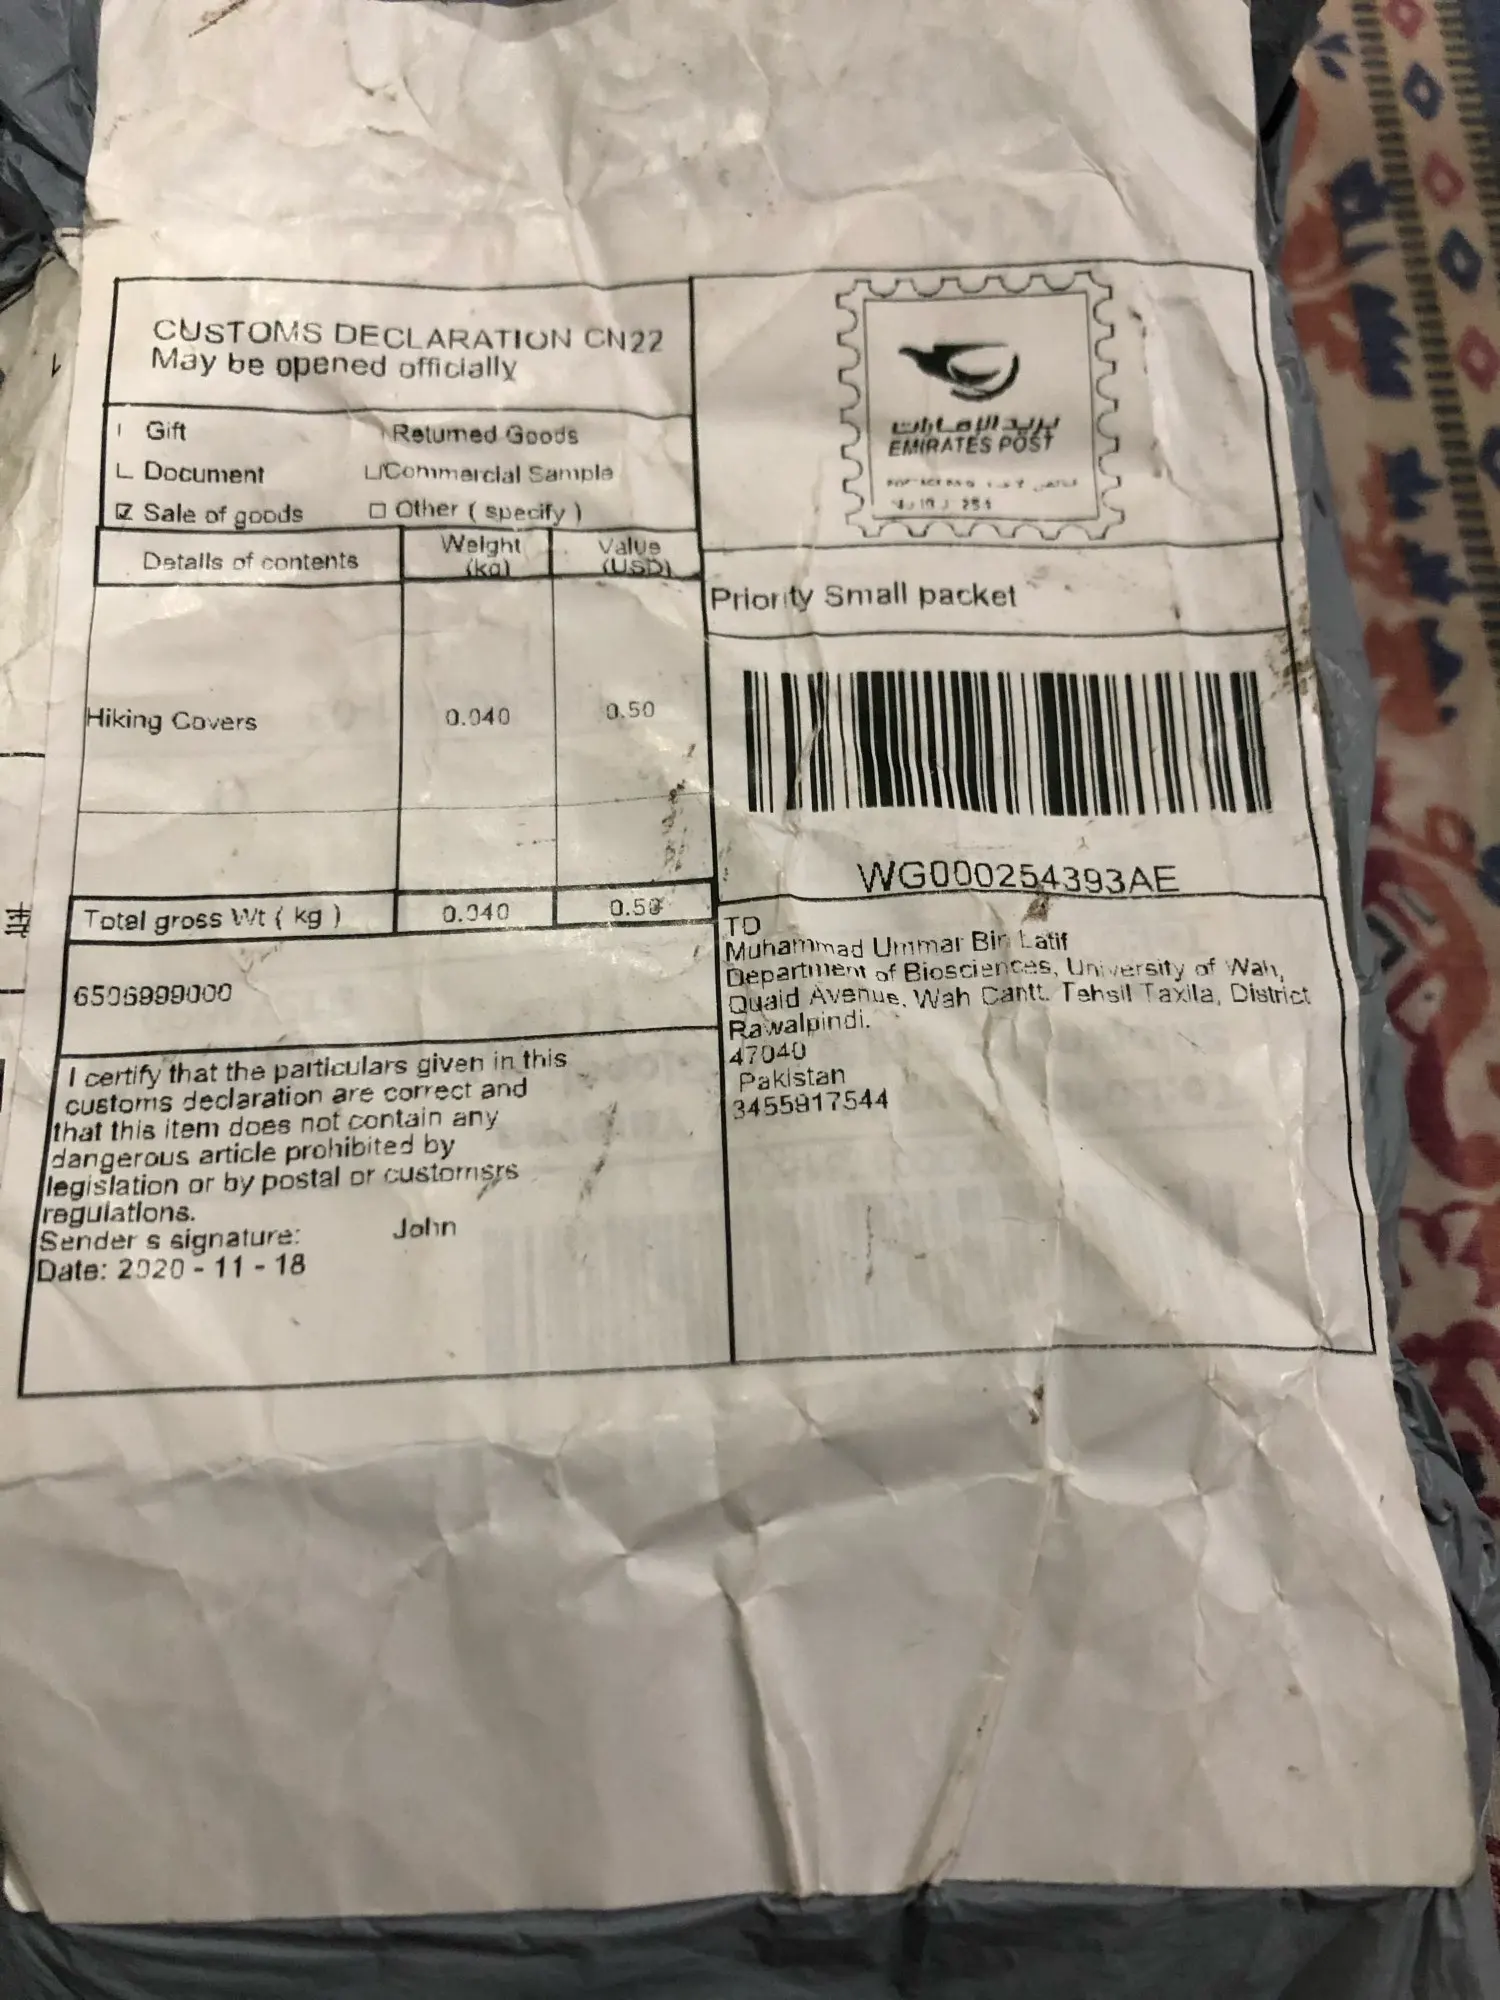 CUSTOMS DECLARATION CN22
May be opened officially
Gift
Returned Goods
Document
Commercial Sample
Sale of goods
Other ( specify )
Details of contents
Weight (kg)
Value (USD)
Hiking Covers
0.040
0.50
Total gross Wt ( kg )
0.040
0.50
6506999000
I certify that the particulars given in this
customs declaration are correct and
that this item does not contain any
dangerous article prohibited by
legislation or by postal or customsrs
regulations.
Sender s signature:
John
Date: 2020 - 11 - 18
بريد الإمارات
EMIRATES POST
Priority Small packet
WG000254393AE
TO
Muhammad Ummar Bin Latif
Department of Biosciences, University of Wah,
Quaid Avenue, Wah Cantt. Tehsil Taxila, District
Rawalpindi.
47040
Pakistan
3455917544